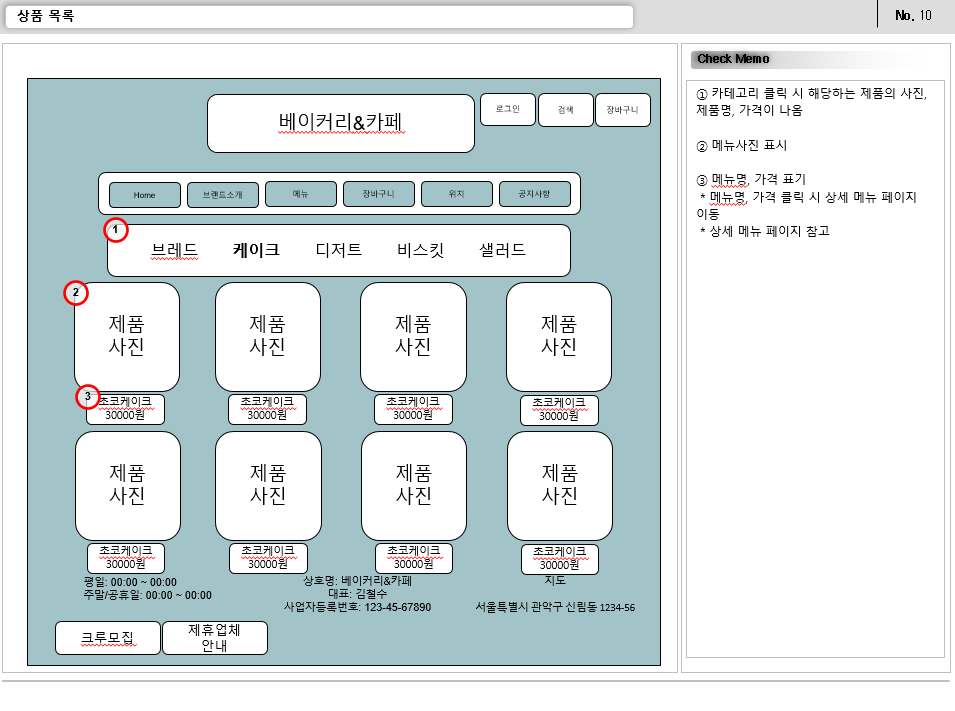 상품 목록
No. 10
Check Memo
① 카테고리 클릭 시 해당하는 제품의 사진,
제품명, 가격이 나옴
② 메뉴사진 표시
③ 메뉴명, 가격 표기
* 메뉴명, 가격 클릭 시 상세 메뉴 페이지
이동
* 상세 메뉴 페이지 참고
베이커리&카페
로그인 검색 장바구니
Home 브랜드소개 메뉴 장바구니 위치 공지사항
1
브레드 케이크 디저트 비스킷 샐러드
2
제품 제품 제품 제품
사진 사진 사진 사진
3
초코케이크 초코케이크 초코케이크 초코케이크
30000원 30000원 30000원 30000원
제품 제품 제품 제품
사진 사진 사진 사진
초코케이크 초코케이크 초코케이크 초코케이크
30000원 30000원 30000원 30000원
평일: 00:00 ~ 00:00
주말/공휴일: 00:00 ~ 00:00
상호명: 베이커리&카페
대표: 김철수
사업자등록번호: 123-45-67890
지도
서울특별시 관악구 신림동 1234-56
크루모집
제휴업체
안내